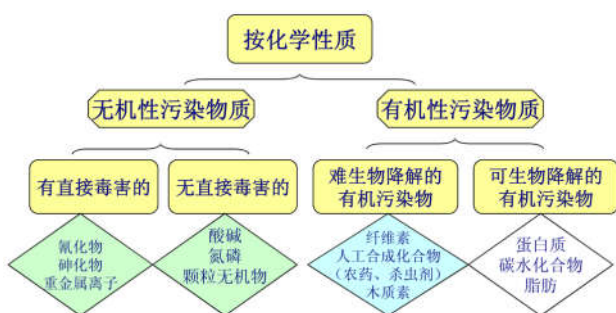 按化学性质
无机性污染物质
有机性污染物质
有直接毒害的
无直接毒害的
难生物降解的
有机污染物
可生物降解的
有机污染物
氰化物
砷化物
重金属离子
酸碱
氮磷
颗粒无机物
纤维素
人工合成化合物
(农药、杀虫剂)
木质素
蛋白质
碳水化合物
脂肪